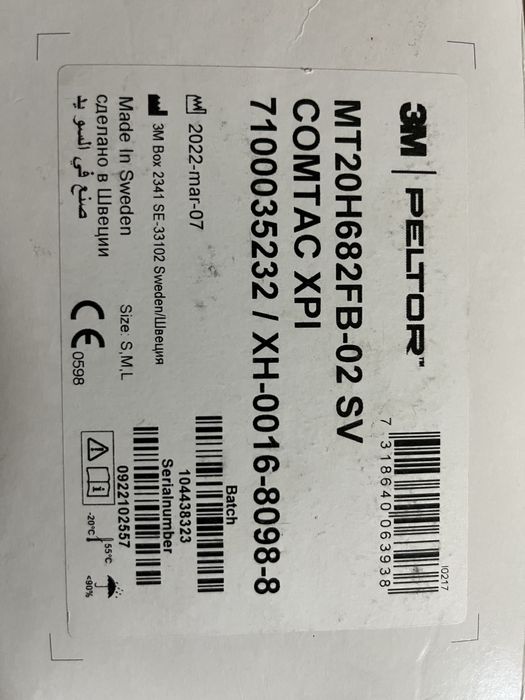 3M | PELTOR™
MT20H682FB-02 SV
COMTAC XPI
7100035232 / XH-0016-8098-8
I0217
7 318640 063938
2022-mar-07
3M Box 2341 SE-33102 Sweden/Швеция
Made In Sweden
сделано в Швеции
صنع في السويد
Size: S,M,L
CE 0598
Batch
104438323
Serialnumber
0922102557
-20°C
55°C
<90%